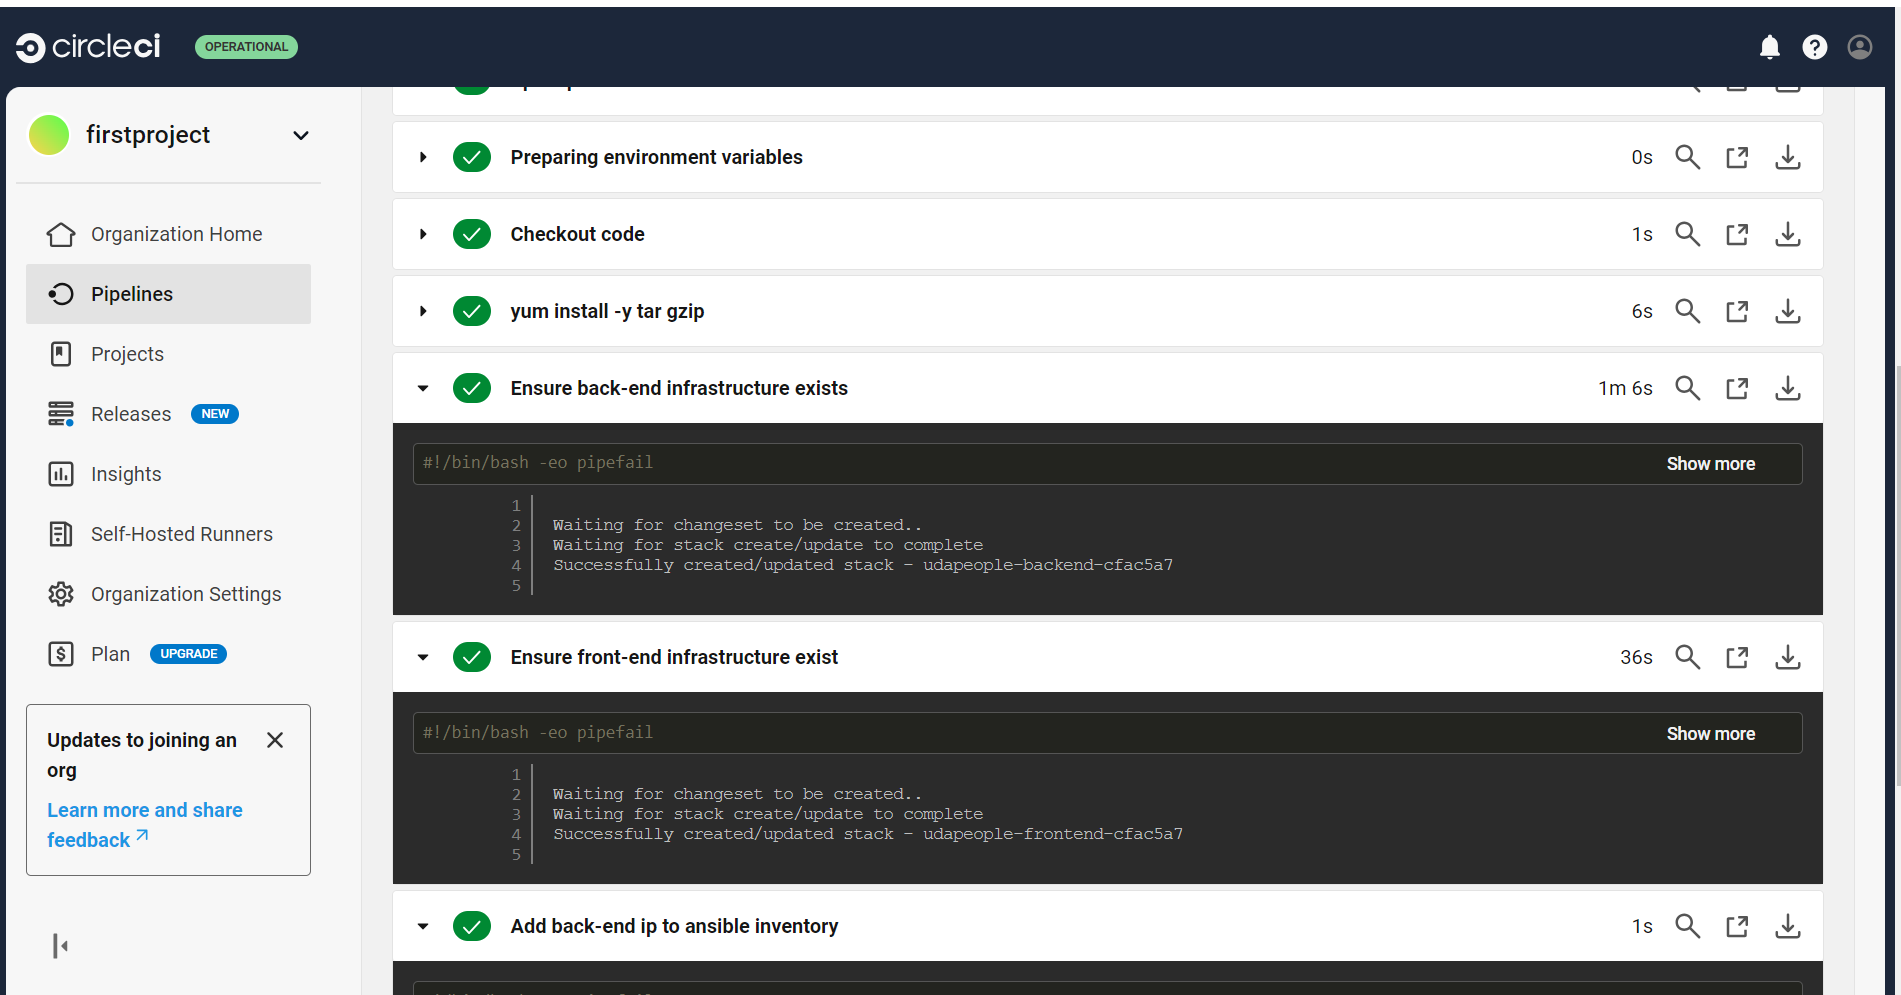 circleci
OPERATIONAL
firstproject
Organization Home
Pipelines
Projects
Releases NEW
Insights
Self-Hosted Runners
Organization Settings
Plan UPGRADE
Updates to joining an
org
Learn more and share
feedback
Preparing environment variables 0s
Checkout code 1s
yum install -y tar gzip 6s
Ensure back-end infrastructure exists 1m 6s
#!/bin/bash -eo pipefail Show more
1
2 Waiting for changeset to be created..
3 Waiting for stack create/update to complete
4 Successfully created/updated stack - udapeople-backend-cfac5a7
5
Ensure front-end infrastructure exist 36s
#!/bin/bash -eo pipefail Show more
1
2 Waiting for changeset to be created..
3 Waiting for stack create/update to complete
4 Successfully created/updated stack - udapeople-frontend-cfac5a7
5
Add back-end ip to ansible inventory 1s